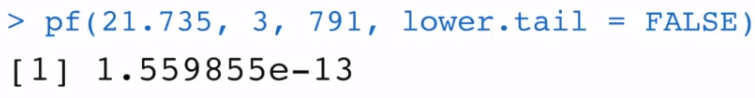 > pf(21.735, 3, 791, lower.tail = FALSE)
[1] 1.559855e-13